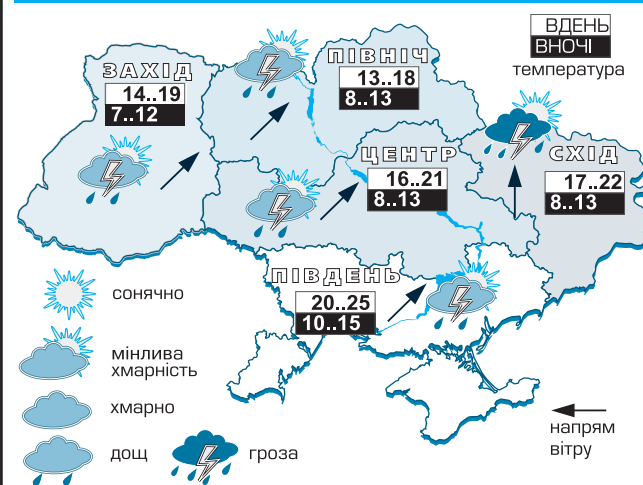 ВДЕНЬ
ВНОЧІ
температура
ПІВНІЧ
13..18
8..13
ЗАХІД
14..19
7..12
ЦЕНТР
16..21
8..13
СХІД
17..22
8..13
ПІВДЕНЬ
20..25
10..15
сонячно
мінлива
хмарність
хмарно
дощ
гроза
напрям
вітру